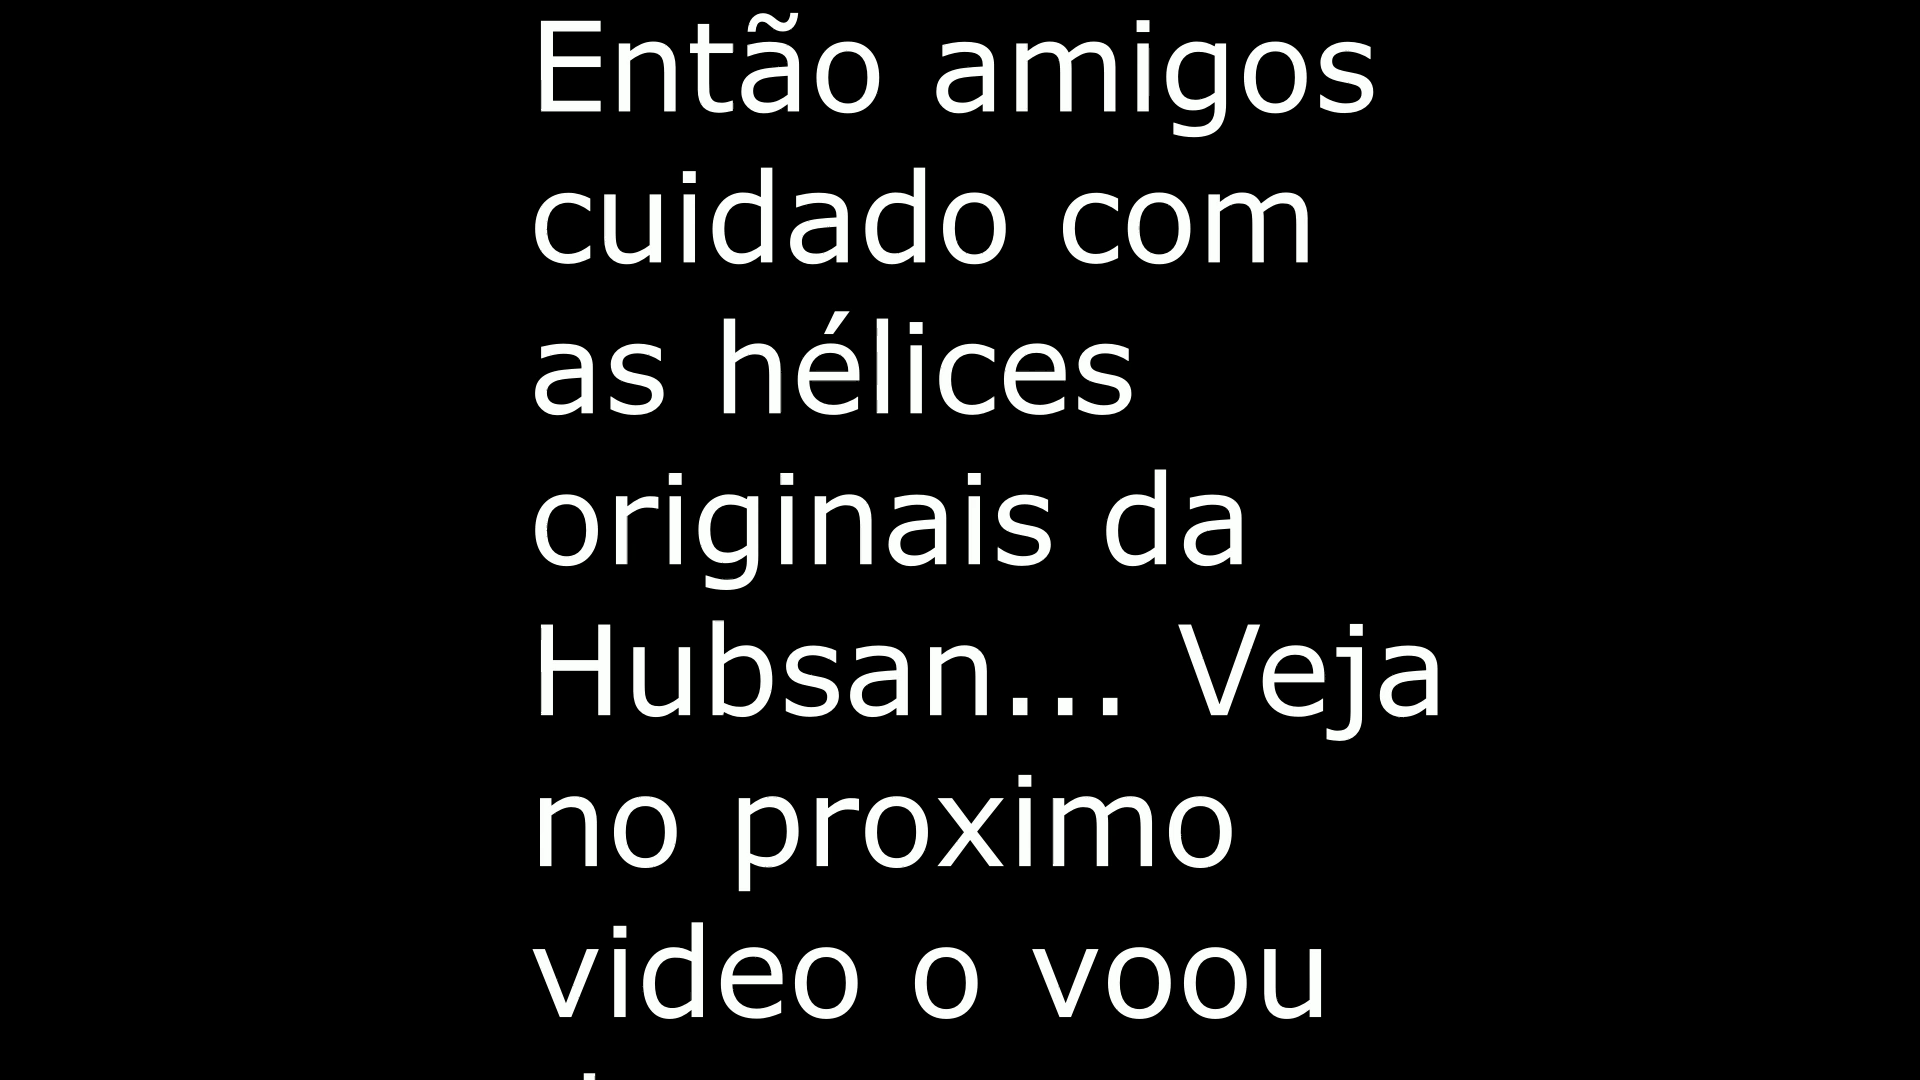 Então amigos
cuidado com
as hélices
originais da
Hubsan... Veja
no proximo
video o voou